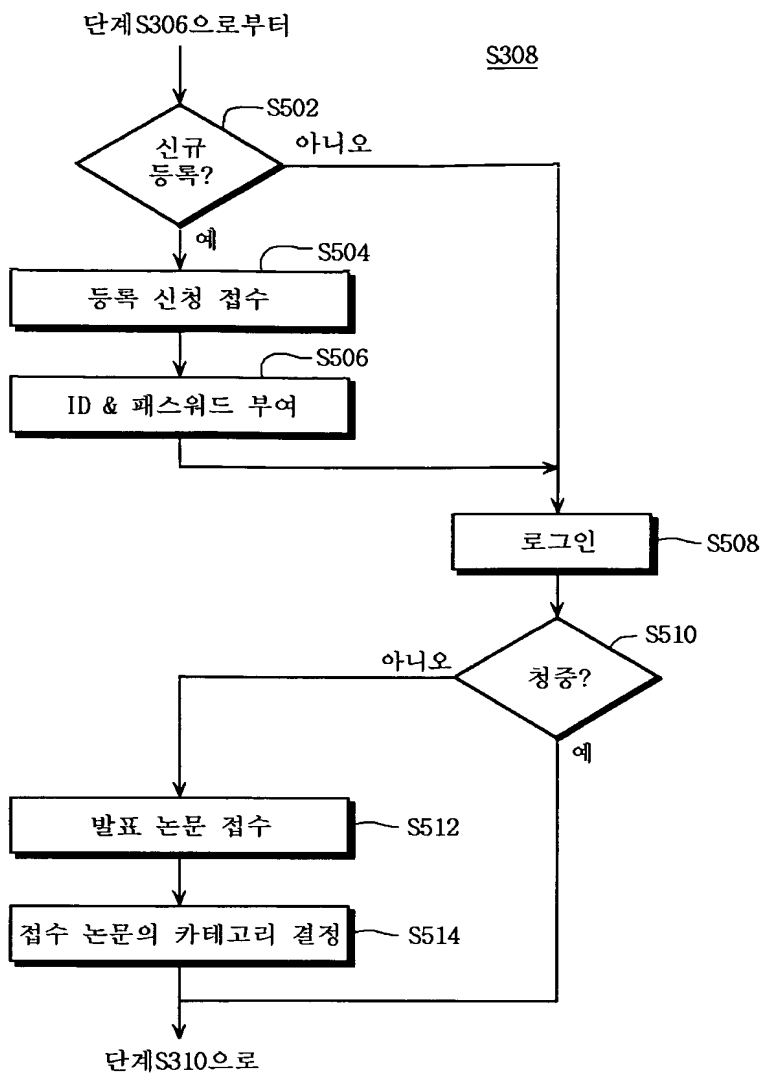 단계S306으로부터
S308
S502
신규
등록?
아니오
예
S504
등록 신청 접수
S506
ID & 패스워드 부여
로그인
S508
S510
아니오
청중?
예
발표 논문 접수
S512
접수 논문의 카테고리 결정
S514
단계S310으로